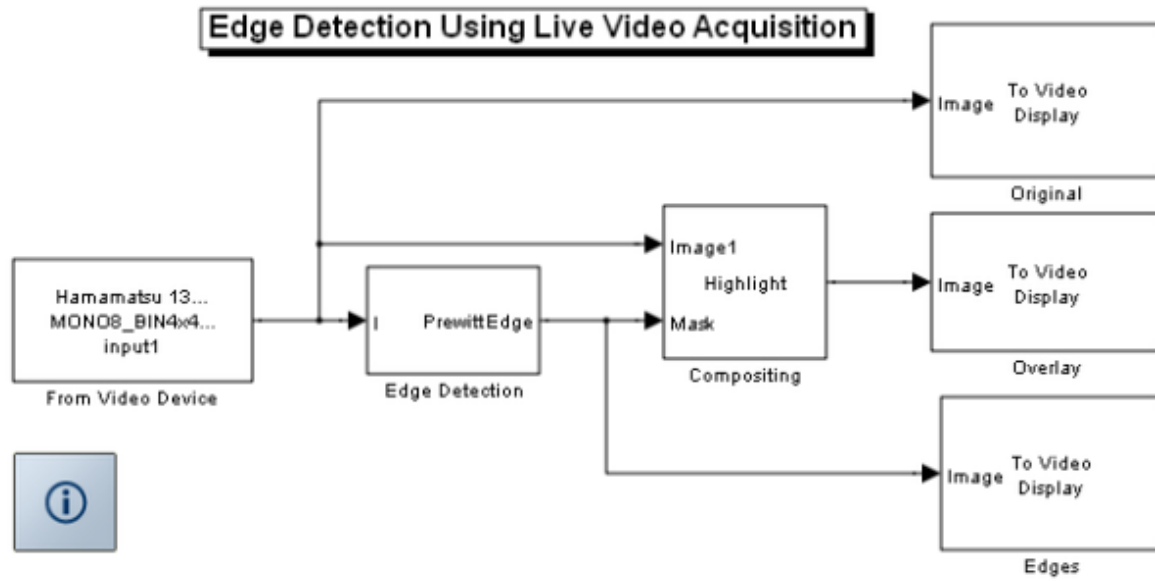 Edge Detection Using Live Video Acquisition
Image To Video
Display
Original
Hamamatsu 13...
MONO8_BIN4x4...
input1
From Video Device
I PrewittEdge
Edge Detection
Image1
Highlight
Mask
Compositing
Image To Video
Display
Overlay
Image To Video
Display
Edges
i